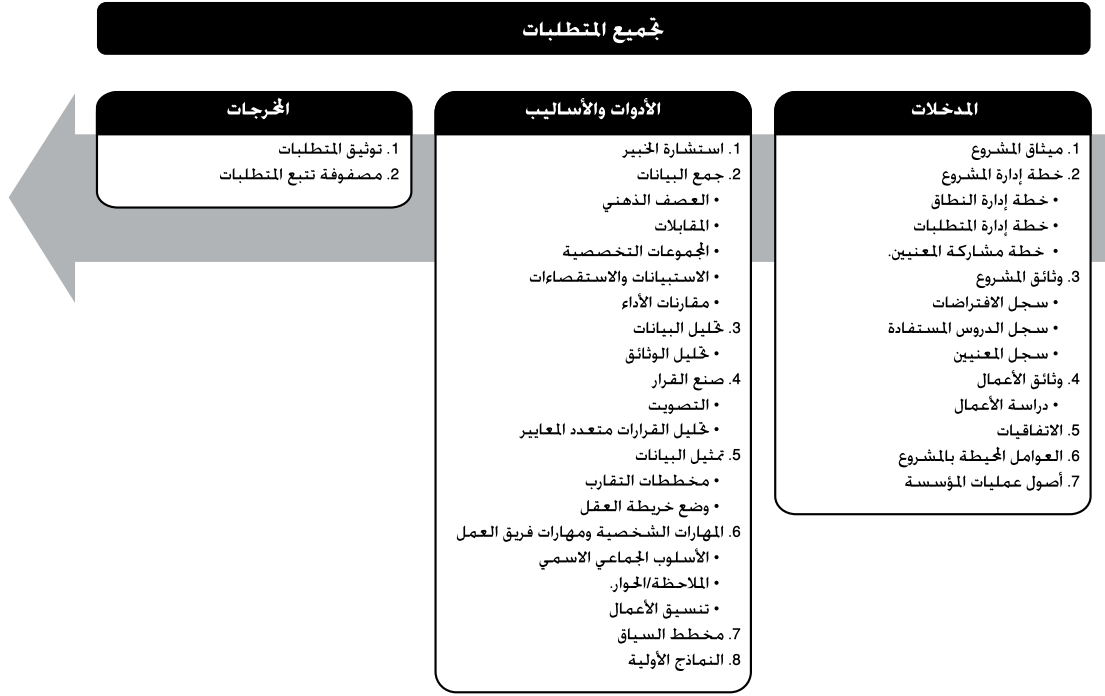 تجميع المتطلبات
المدخلات
1. ميثاق المشروع
2. خطة إدارة المشروع
• خطة إدارة النطاق
• خطة إدارة المتطلبات
• خطة مشاركة المعنيين.
3. وثائق المشروع
• سجل الافتراضات
• سجل الدروس المستفادة
• سجل المعنيين
4. وثائق الأعمال
• دراسة الأعمال
5. الاتفاقيات
6. العوامل المحيطة بالمشروع
7. أصول عمليات المؤسسة
الأدوات والأساليب
1. استشارة الخبير
2. جمع البيانات
• العصف الذهني
• المقابلات
• المجموعات التخصصية
• الاستبيانات والاستقصاءات
• مقارنات الأداء
3. تحليل البيانات
• تحليل الوثائق
4. صنع القرار
• التصويت
• تحليل القرارات متعدد المعايير
5. تمثيل البيانات
• مخططات التقارب
• وضع خريطة العقل
6. المهارات الشخصية ومهارات فريق العمل
• الأسلوب الجماعي الاسمي
• الملاحظة/الحوار.
• تنسيق الأعمال
7. مخطط السياق
8. النماذج الأولية
المخرجات
1. توثيق المتطلبات
2. مصفوفة تتبع المتطلبات